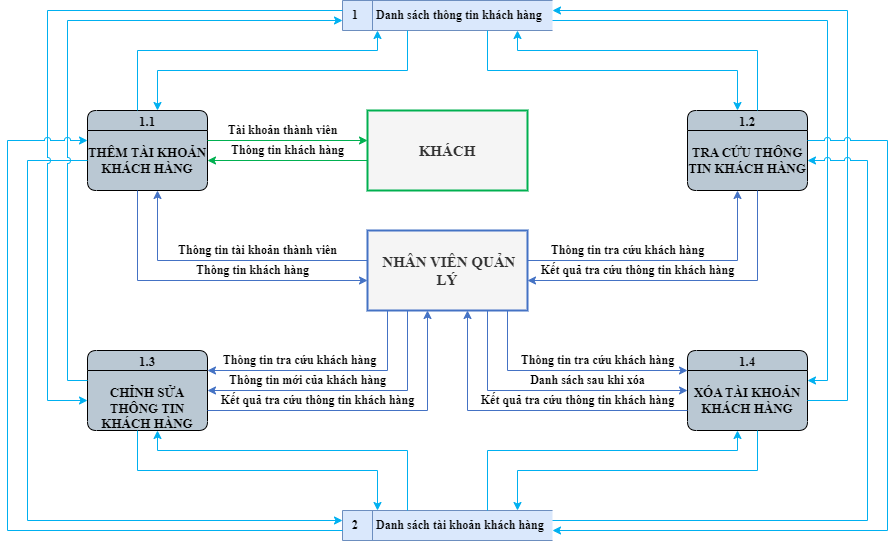 1 Danh sách thông tin khách hàng
1.1
THÊM TÀI KHOẢN
KHÁCH HÀNG
Tài khoản thành viên
Thông tin khách hàng
KHÁCH
1.2
TRA CỨU THÔNG
TIN KHÁCH HÀNG
Thông tin tài khoản thành viên
Thông tin khách hàng
NHÂN VIÊN QUẢN
LÝ
Thông tin tra cứu khách hàng
Kết quả tra cứu thông tin khách hàng
1.3
CHỈNH SỬA
THÔNG TIN
KHÁCH HÀNG
Thông tin tra cứu khách hàng
Thông tin mới của khách hàng
Kết quả tra cứu thông tin khách hàng
Thông tin tra cứu khách hàng
Danh sách sau khi xóa
Kết quả tra cứu thông tin khách hàng
1.4
XÓA TÀI KHOẢN
KHÁCH HÀNG
2 Danh sách tài khoản khách hàng